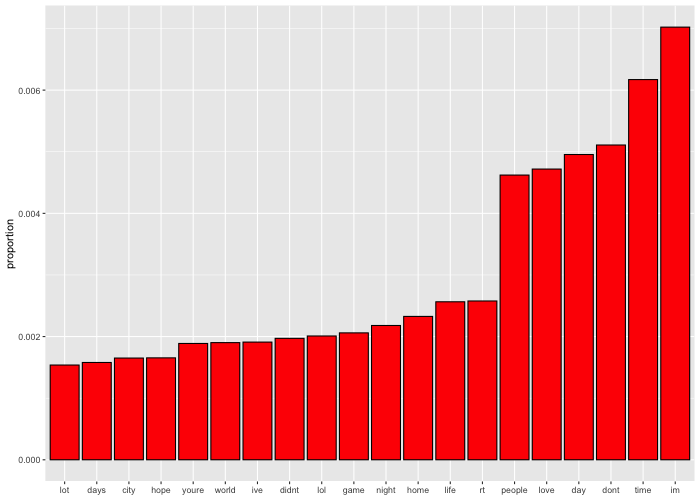 0.006
0.004
0.002
0.000
proportion
lot days city hope youre world ive didnt lol game night home life rt people love day dont time im